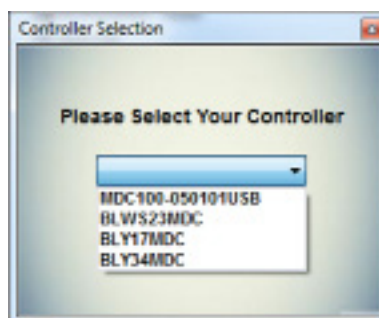 Controller Selection
Please Select Your Controller
MDC100-050101USB
BLWS23MDC
BLY17MDC
BLY34MDC